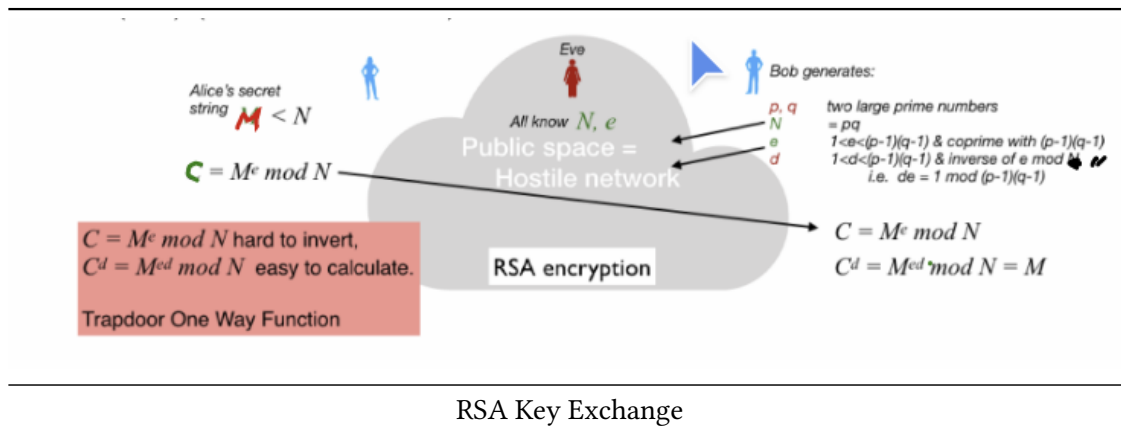 Eve
Alice's secret
string M < N
All know N, e
Public space =
Hostile network
C = Mᵉ mod N
Bob generates:
p, q two large prime numbers
N = pq
e 1<e<(p-1)(q-1) & coprime with (p-1)(q-1)
d 1<d<(p-1)(q-1) & inverse of e mod
i.e. de = 1 mod (p-1)(q-1)
C = Mᵉ mod N hard to invert,
Cᵈ = Mᵉᵈ mod N easy to calculate.
Trapdoor One Way Function
RSA encryption
C = Mᵉ mod N
Cᵈ = Mᵉᵈ mod N = M
RSA Key Exchange